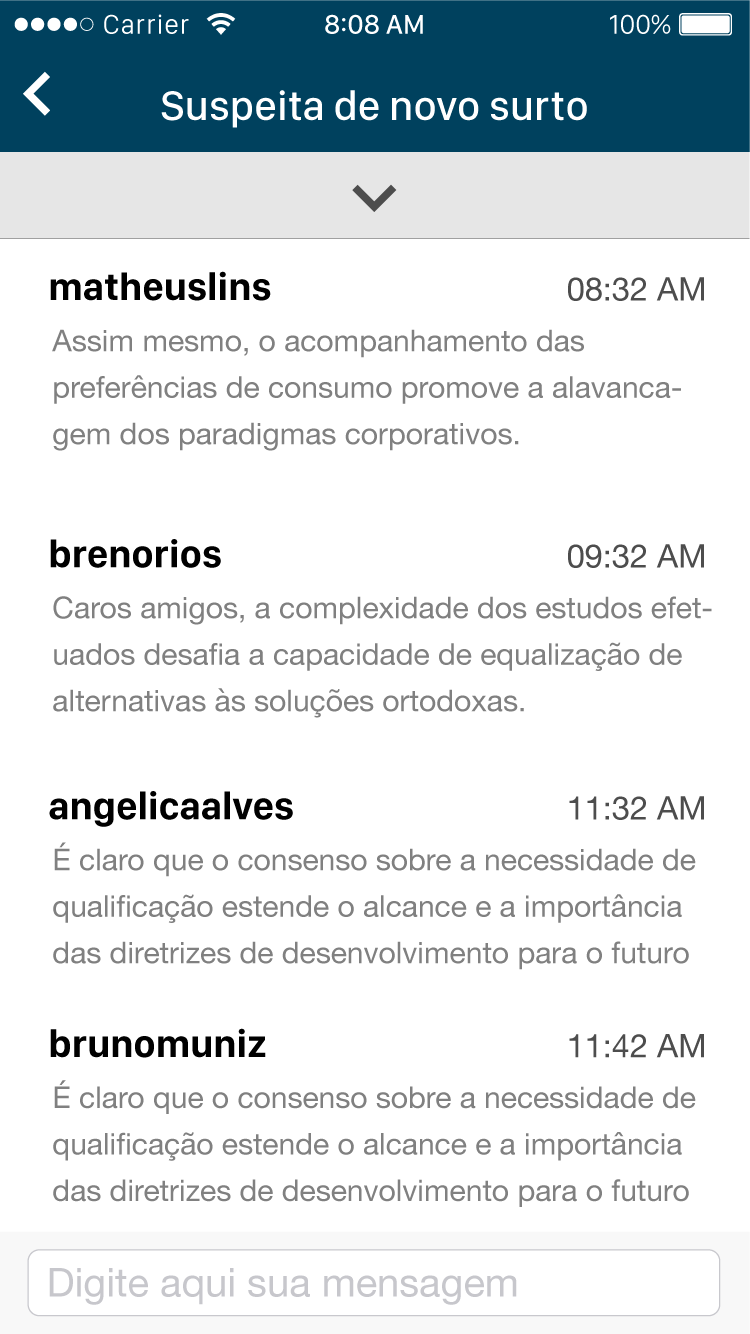 Carrier 8:08 AM 100%
Suspeita de novo surto
matheuslins 08:32 AM
Assim mesmo, o acompanhamento das
preferências de consumo promove a alavanca-
gem dos paradigmas corporativos.
brenorios 09:32 AM
Caros amigos, a complexidade dos estudos efet-
uados desafia a capacidade de equalização de
alternativas às soluções ortodoxas.
angelicaalves 11:32 AM
É claro que o consenso sobre a necessidade de
qualificação estende o alcance e a importância
das diretrizes de desenvolvimento para o futuro
brunomuniz 11:42 AM
É claro que o consenso sobre a necessidade de
qualificação estende o alcance e a importância
das diretrizes de desenvolvimento para o futuro
Digite aqui sua mensagem